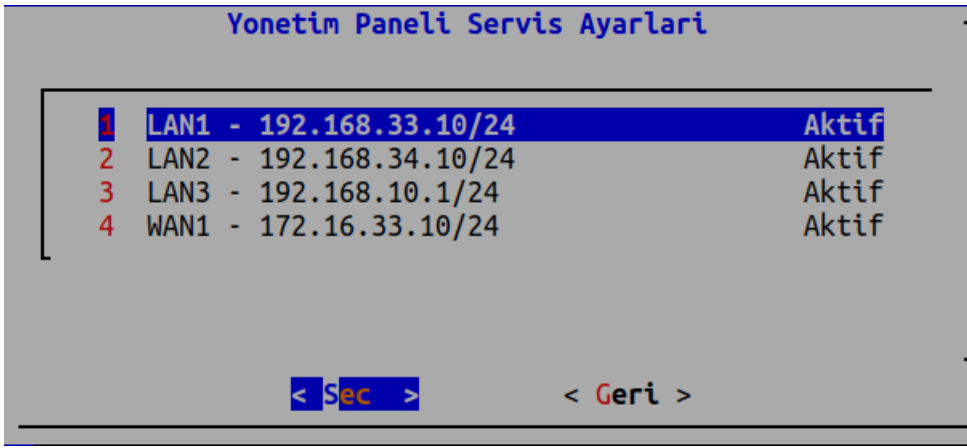 Yonetim Paneli Servis Ayarlari
1 LAN1 - 192.168.33.10/24 Aktif
2 LAN2 - 192.168.34.10/24 Aktif
3 LAN3 - 192.168.10.1/24 Aktif
4 WAN1 - 172.16.33.10/24 Aktif
< Sec > < Geri >